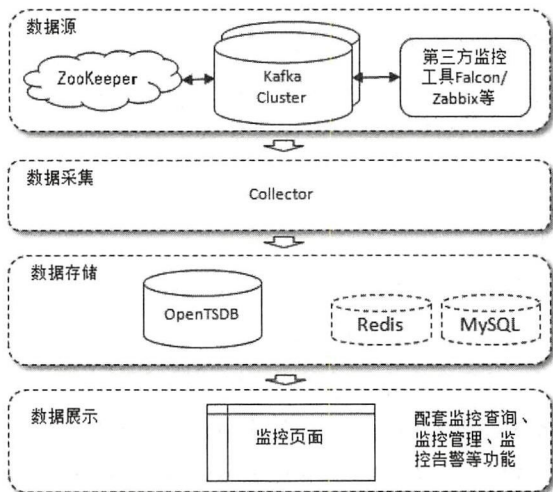 数据源
ZooKeeper
Kafka
Cluster
第三方监控
工具Falcon/
Zabbix等
数据采集
Collector
数据存储
OpenTSDB
Redis
MySQL
数据展示
监控页面
配套监控查询、
监控管理、监
控告警等功能